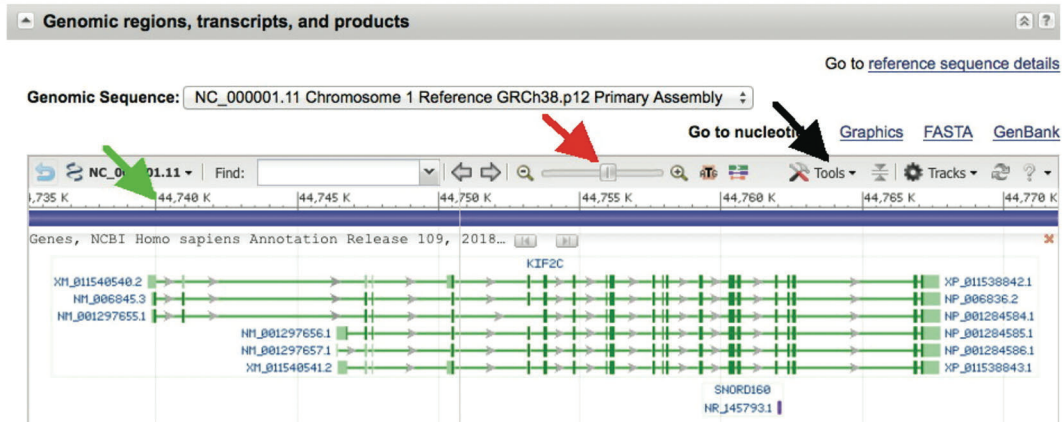 Genomic regions, transcripts, and products
Go to reference sequence details
Genomic Sequence: NC_000001.11 Chromosome 1 Reference GRCh38.p12 Primary Assembly
Go to Graphics FASTA GenBank
Find: Tools Tracks ?
44,740 K 44,745 K 44,750 K 44,755 K 44,760 K 44,765 K 44,770 K
Genes, NCBI Homo sapiens Annotation Release 109, 2018…
KIF2C
XM_011540540.2 XP_011538842.1
NM_006845.3 NP_006836.2
NM_001297655.1 NP_001284584.1
NM_001297656.1 NP_001284585.1
NM_001297657.1 NP_001284586.1
XM_011540541.2 XP_011538843.1
SNORD160
NR_145793.1